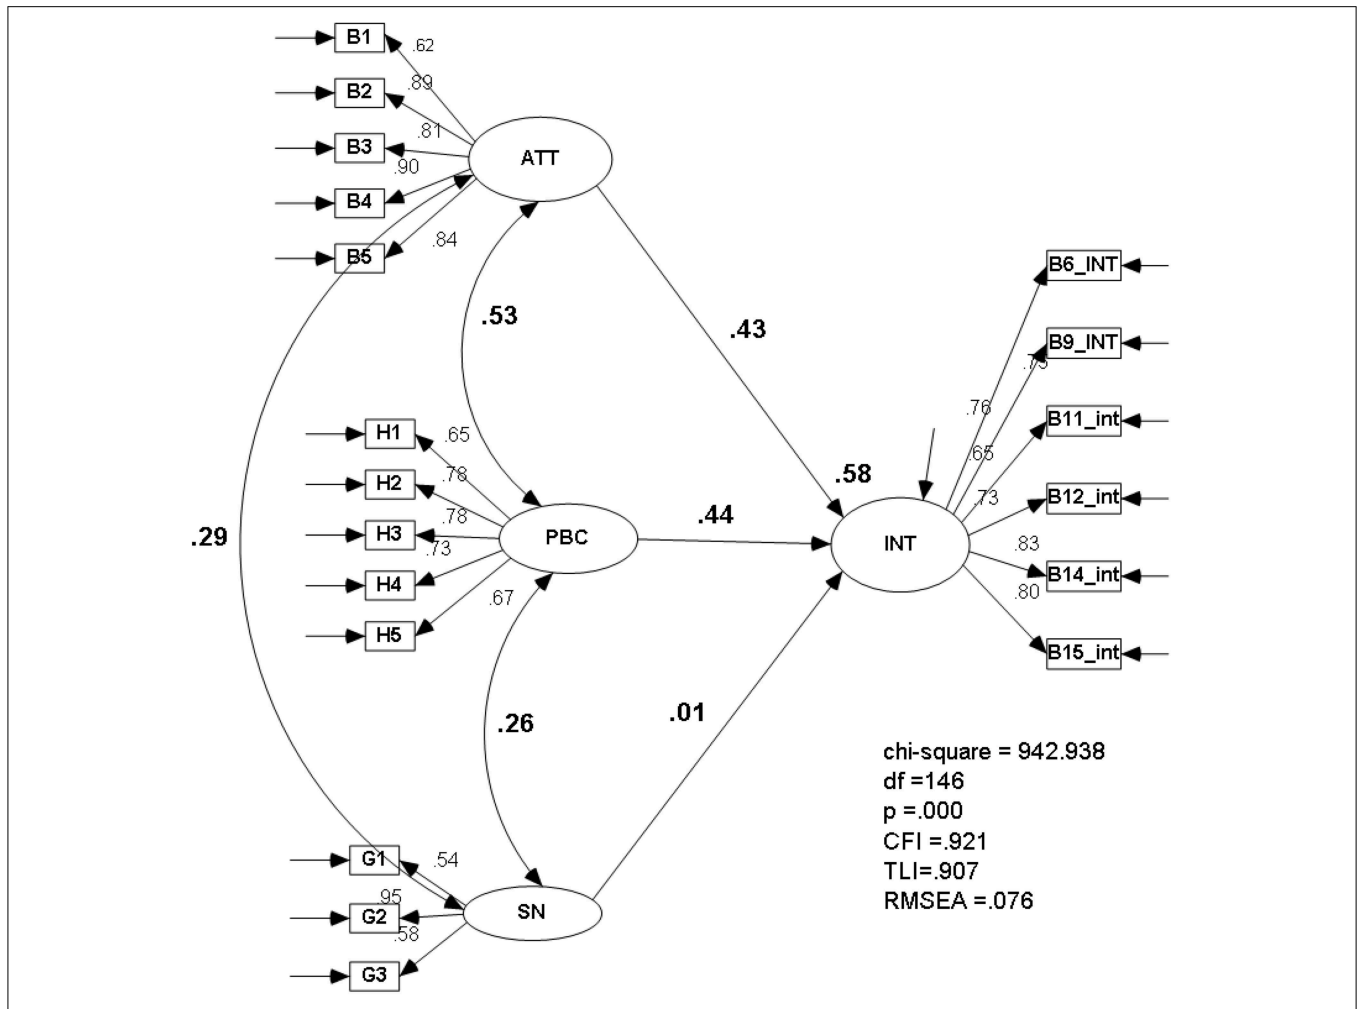 B1
.62
B2
.89
B3
.81
B4
.90
B5
.84
ATT
.53
.43
.29
H1
.65
H2
.78
H3
.78
H4
.73
H5
.67
PBC
.44
.58
INT
B6_INT
B9_INT
.76
B11_int
.65
B12_int
.73
B14_int
.83
B15_int
.80
.26
.01
G1
.54
G2
.95
G3
.58
SN
chi-square = 942.938
df =146
p =.000
CFI =.921
TLI=.907
RMSEA =.076